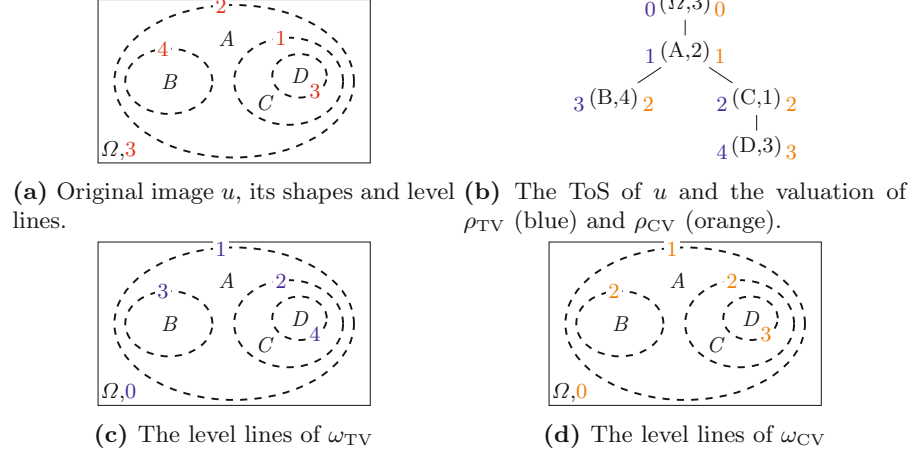 2
4
A
1
B
D
3
C
Ω,3
0 (Ω,3) 0
1 (A,2) 1
3 (B,4) 2
2 (C,1) 2
4 (D,3) 3
(a) Original image u, its shapes and level lines.
(b) The ToS of u and the valuation of
ρTV (blue) and ρCV (orange).
1
3
A
2
B
D
4
C
Ω,0
(c) The level lines of ωTV
1
2
A
2
B
D
3
C
Ω,0
(d) The level lines of ωCV